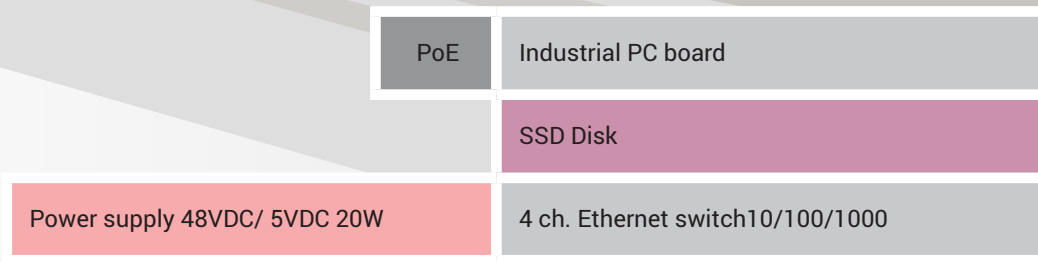 PoE
Industrial PC board
SSD Disk
Power supply 48VDC/ 5VDC 20W
4 ch. Ethernet switch10/100/1000